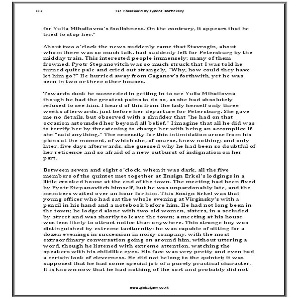 for Yulia Mihailovna's faultiness. On the contrary, it appears that he
tried to stop her."
About two o'clock the news suddenly came that Stavrogin, about
whom there was so much talk, had suddenly left for Petersburg by the
midday train. This interested people immensely; many of them
frowned. Pyotr Stepanovitch was so much struck that I was told he
turned quite pale and cried out strangely, "Why, how could they have
let him go?" He hurried away from Gaganov's forthwith, yet he was
seen in two or three other houses.
Towards dusk he succeeded in getting in to see Yulia Mihailovna
though he had the greatest pains to do so, as she had absolutely
refused to see him. I heard of this from the lady herself only three
weeks afterwards, just before her departure for Petersburg. She gave
me no details, but observed with a shudder that "he had on that
occasion astounded her beyond all belief." I imagine that all he did was
to terrify her by threatening to charge her with being an accomplice if
she "said anything." The necessity for this intimidation arose from his
plans at the moment, of which she, of course, knew nothing; and only
later, five days afterwards, she guessed why he had been so doubtful of
her reticence and so afraid of a new outburst of indignation on her
part.
Between seven and eight o'clock, when it was dark, all the five
members of the quintet met together at Ensign Erkel's lodgings in a
little crooked house at the end of the town. The meeting had been fixed
by Pyotr Stepanovitch himself, but he was unpardonably late, and the
members waited over an hour for him. This Ensign Erkel was that
young officer who had sat the whole evening at Virginsky's with a
pencil in his hand and a notebook before him. He had not long been in
the town; he lodged alone with two old women, sisters, in a secluded
by-street and was shortly to leave the town; a meeting at his house
was less likely to attract notice than anywhere. This strange boy was
distinguished by extreme taciturnity: he was capable of sitting for a
dozen evenings in succession in noisy company, with the most
extraordinary conversation going on around him, without uttering a
word, though he listened with extreme attention, watching the
speakers with his childlike eyes. His face was very pretty and even had
a certain look of cleverness. He did not belong to the quintet; it was
supposed that he had some special job of a purely practical character.
It is known now that he had nothing of the sort and probably did not